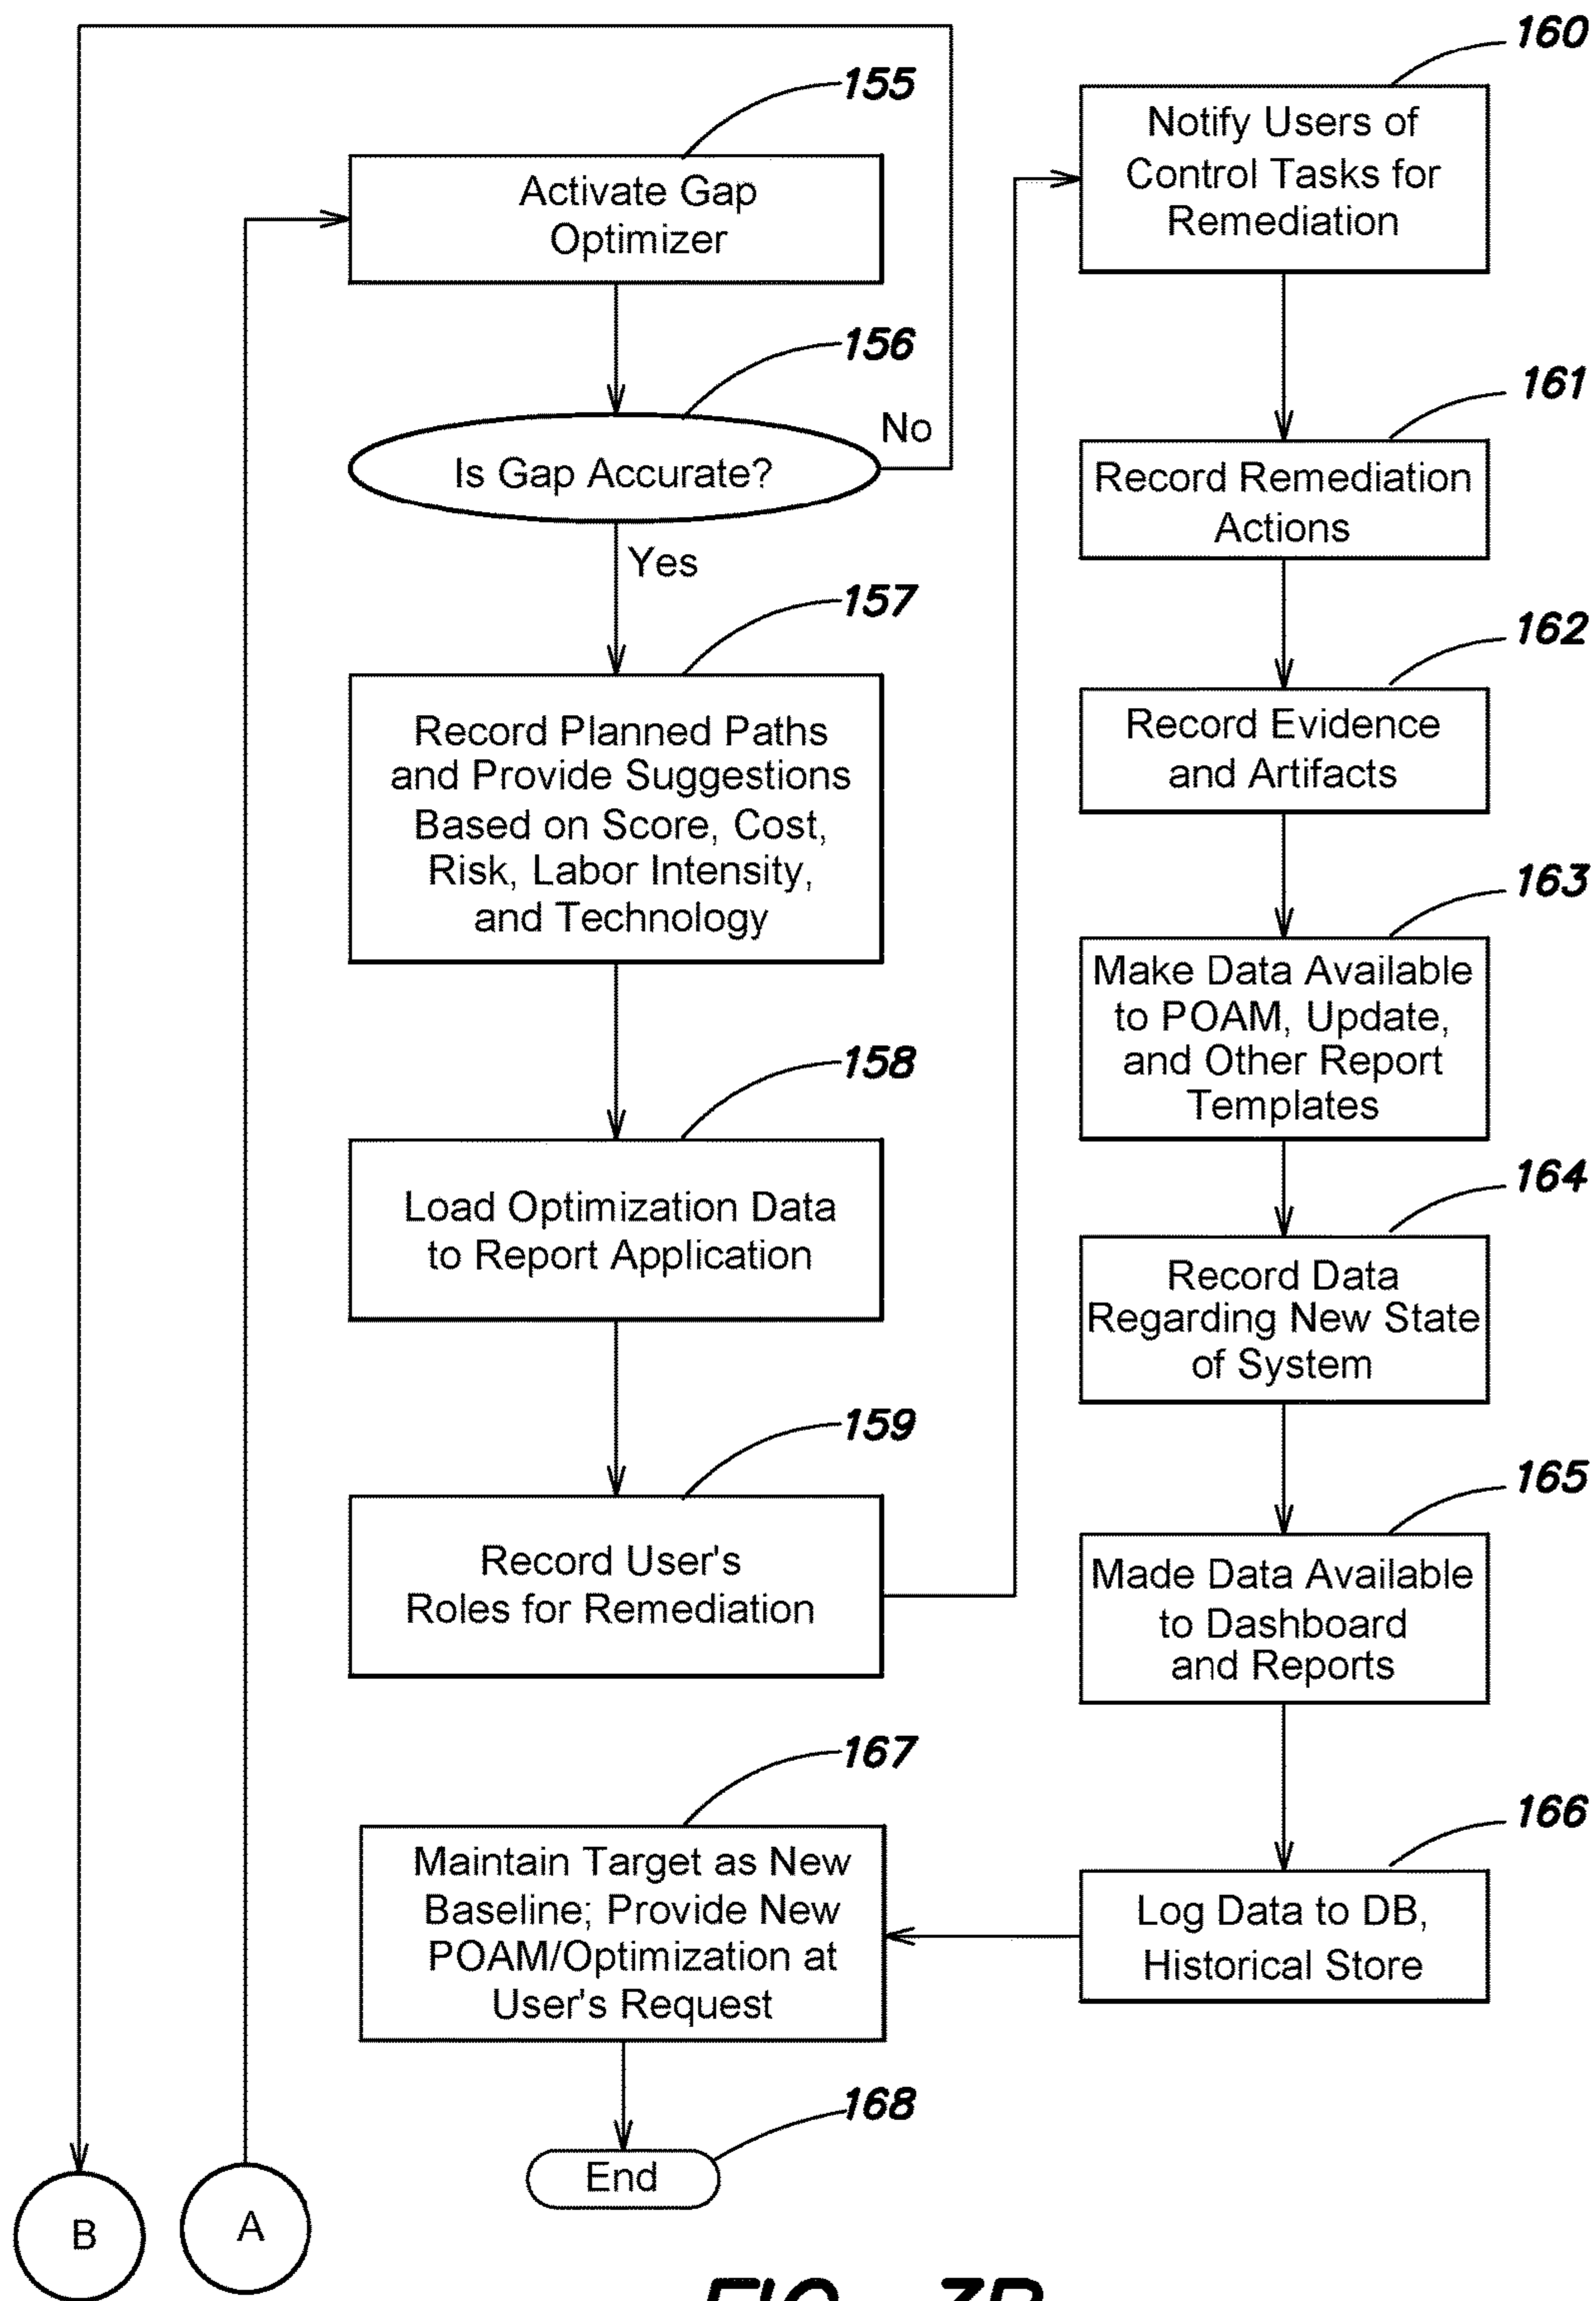 155
Activate Gap
Optimizer
156
Is Gap Accurate?
No
Yes
157
Record Planned Paths
and Provide Suggestions
Based on Score, Cost,
Risk, Labor Intensity,
and Technology
158
Load Optimization Data
to Report Application
159
Record User's
Roles for Remediation
160
Notify Users of
Control Tasks for
Remediation
161
Record Remediation
Actions
162
Record Evidence
and Artifacts
163
Make Data Available
to POAM, Update,
and Other Report
Templates
164
Record Data
Regarding New State
of System
165
Made Data Available
to Dashboard
and Reports
166
Log Data to DB,
Historical Store
167
Maintain Target as New
Baseline; Provide New
POAM/Optimization at
User's Request
168
End
B
A